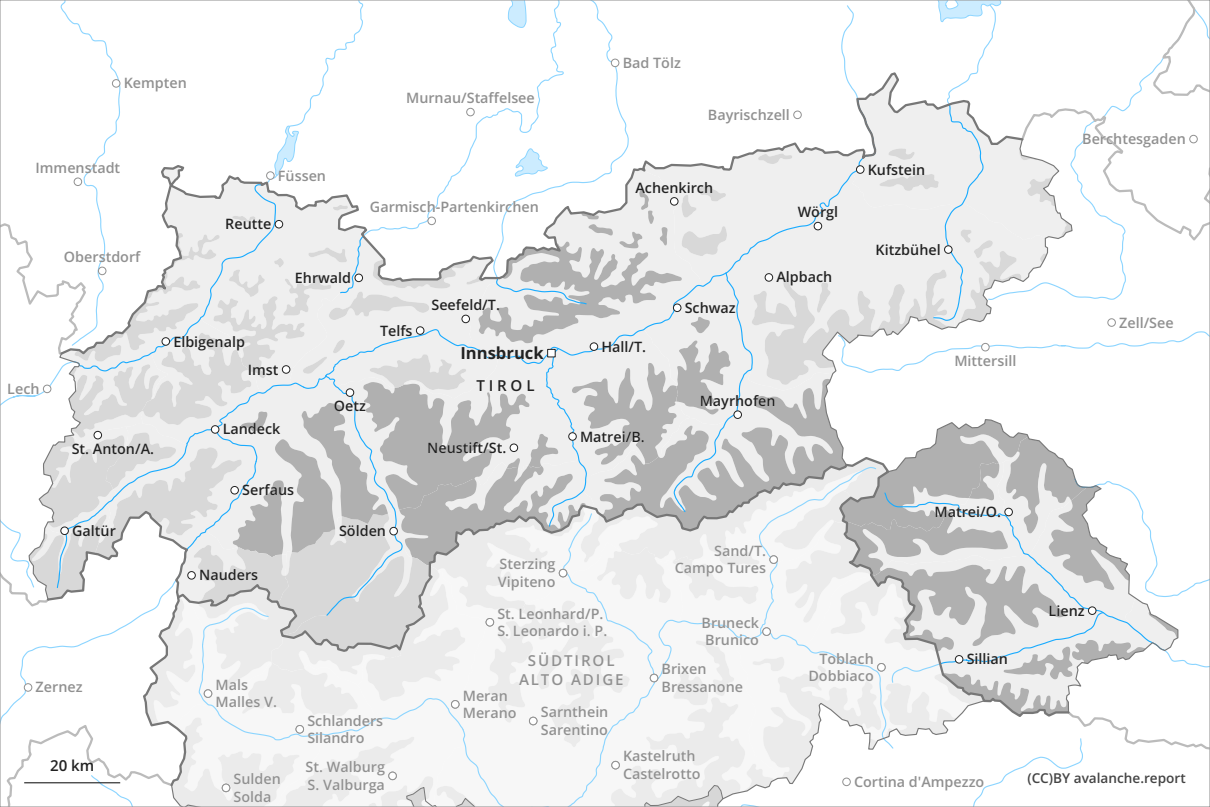 Bad Tölz
Kempten
Murnau/Staffelsee
Bayrischzell
Berchtesgaden
Immenstadt
Füssen
Kufstein
Achenkirch
Garmisch-Partenkirchen
Wörgl
Reutte
Kitzbühel
Oberstdorf
Ehrwald
Alpbach
Seefeld/T.
Schwaz
Zell/See
Telfs
Elbigenalp
Hall/T.
Innsbruck
Mittersill
Imst
TIROL
Lech
Mayrhofen
Oetz
Landeck
Matrei/B.
St. Anton/A.
Neustift/St.
Serfaus
Matrei/O.
Galtür
Sölden
Sand/T.
Campo Tures
Sterzing
Vipiteno
Nauders
Lienz
St. Leonhard/P.
S. Leonardo i. P.
Bruneck
Brunico
Sillian
SÜDTIROL
ALTO ADIGE
Toblach
Dobbiaco
Brixen
Bressanone
Zernez
Mals
Malles V.
Meran
Merano
Sarnthein
Sarentino
Schlanders
Silandro
Kastelruth
Castelrotto
St. Walburg
S. Valburga
20 km
Sulden
Solda
Cortina d'Ampezzo
(CC)BY avalanche.report